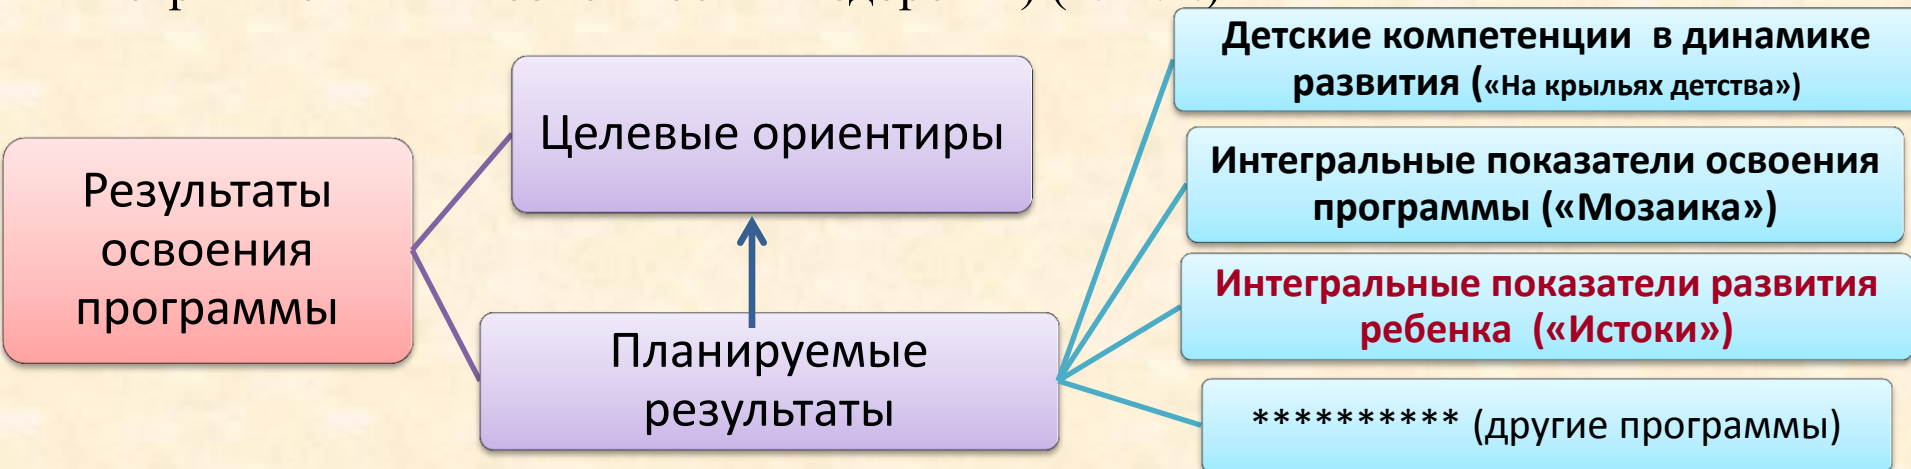 Результаты
освоения
программы
Целевые ориентиры
Планируемые
результаты
Детские компетенции в динамике
развития («На крыльях детства»)
Интегральные показатели освоения
программы («Мозаика»)
Интегральные показатели развития
ребенка («Истоки»)
********** (другие программы)